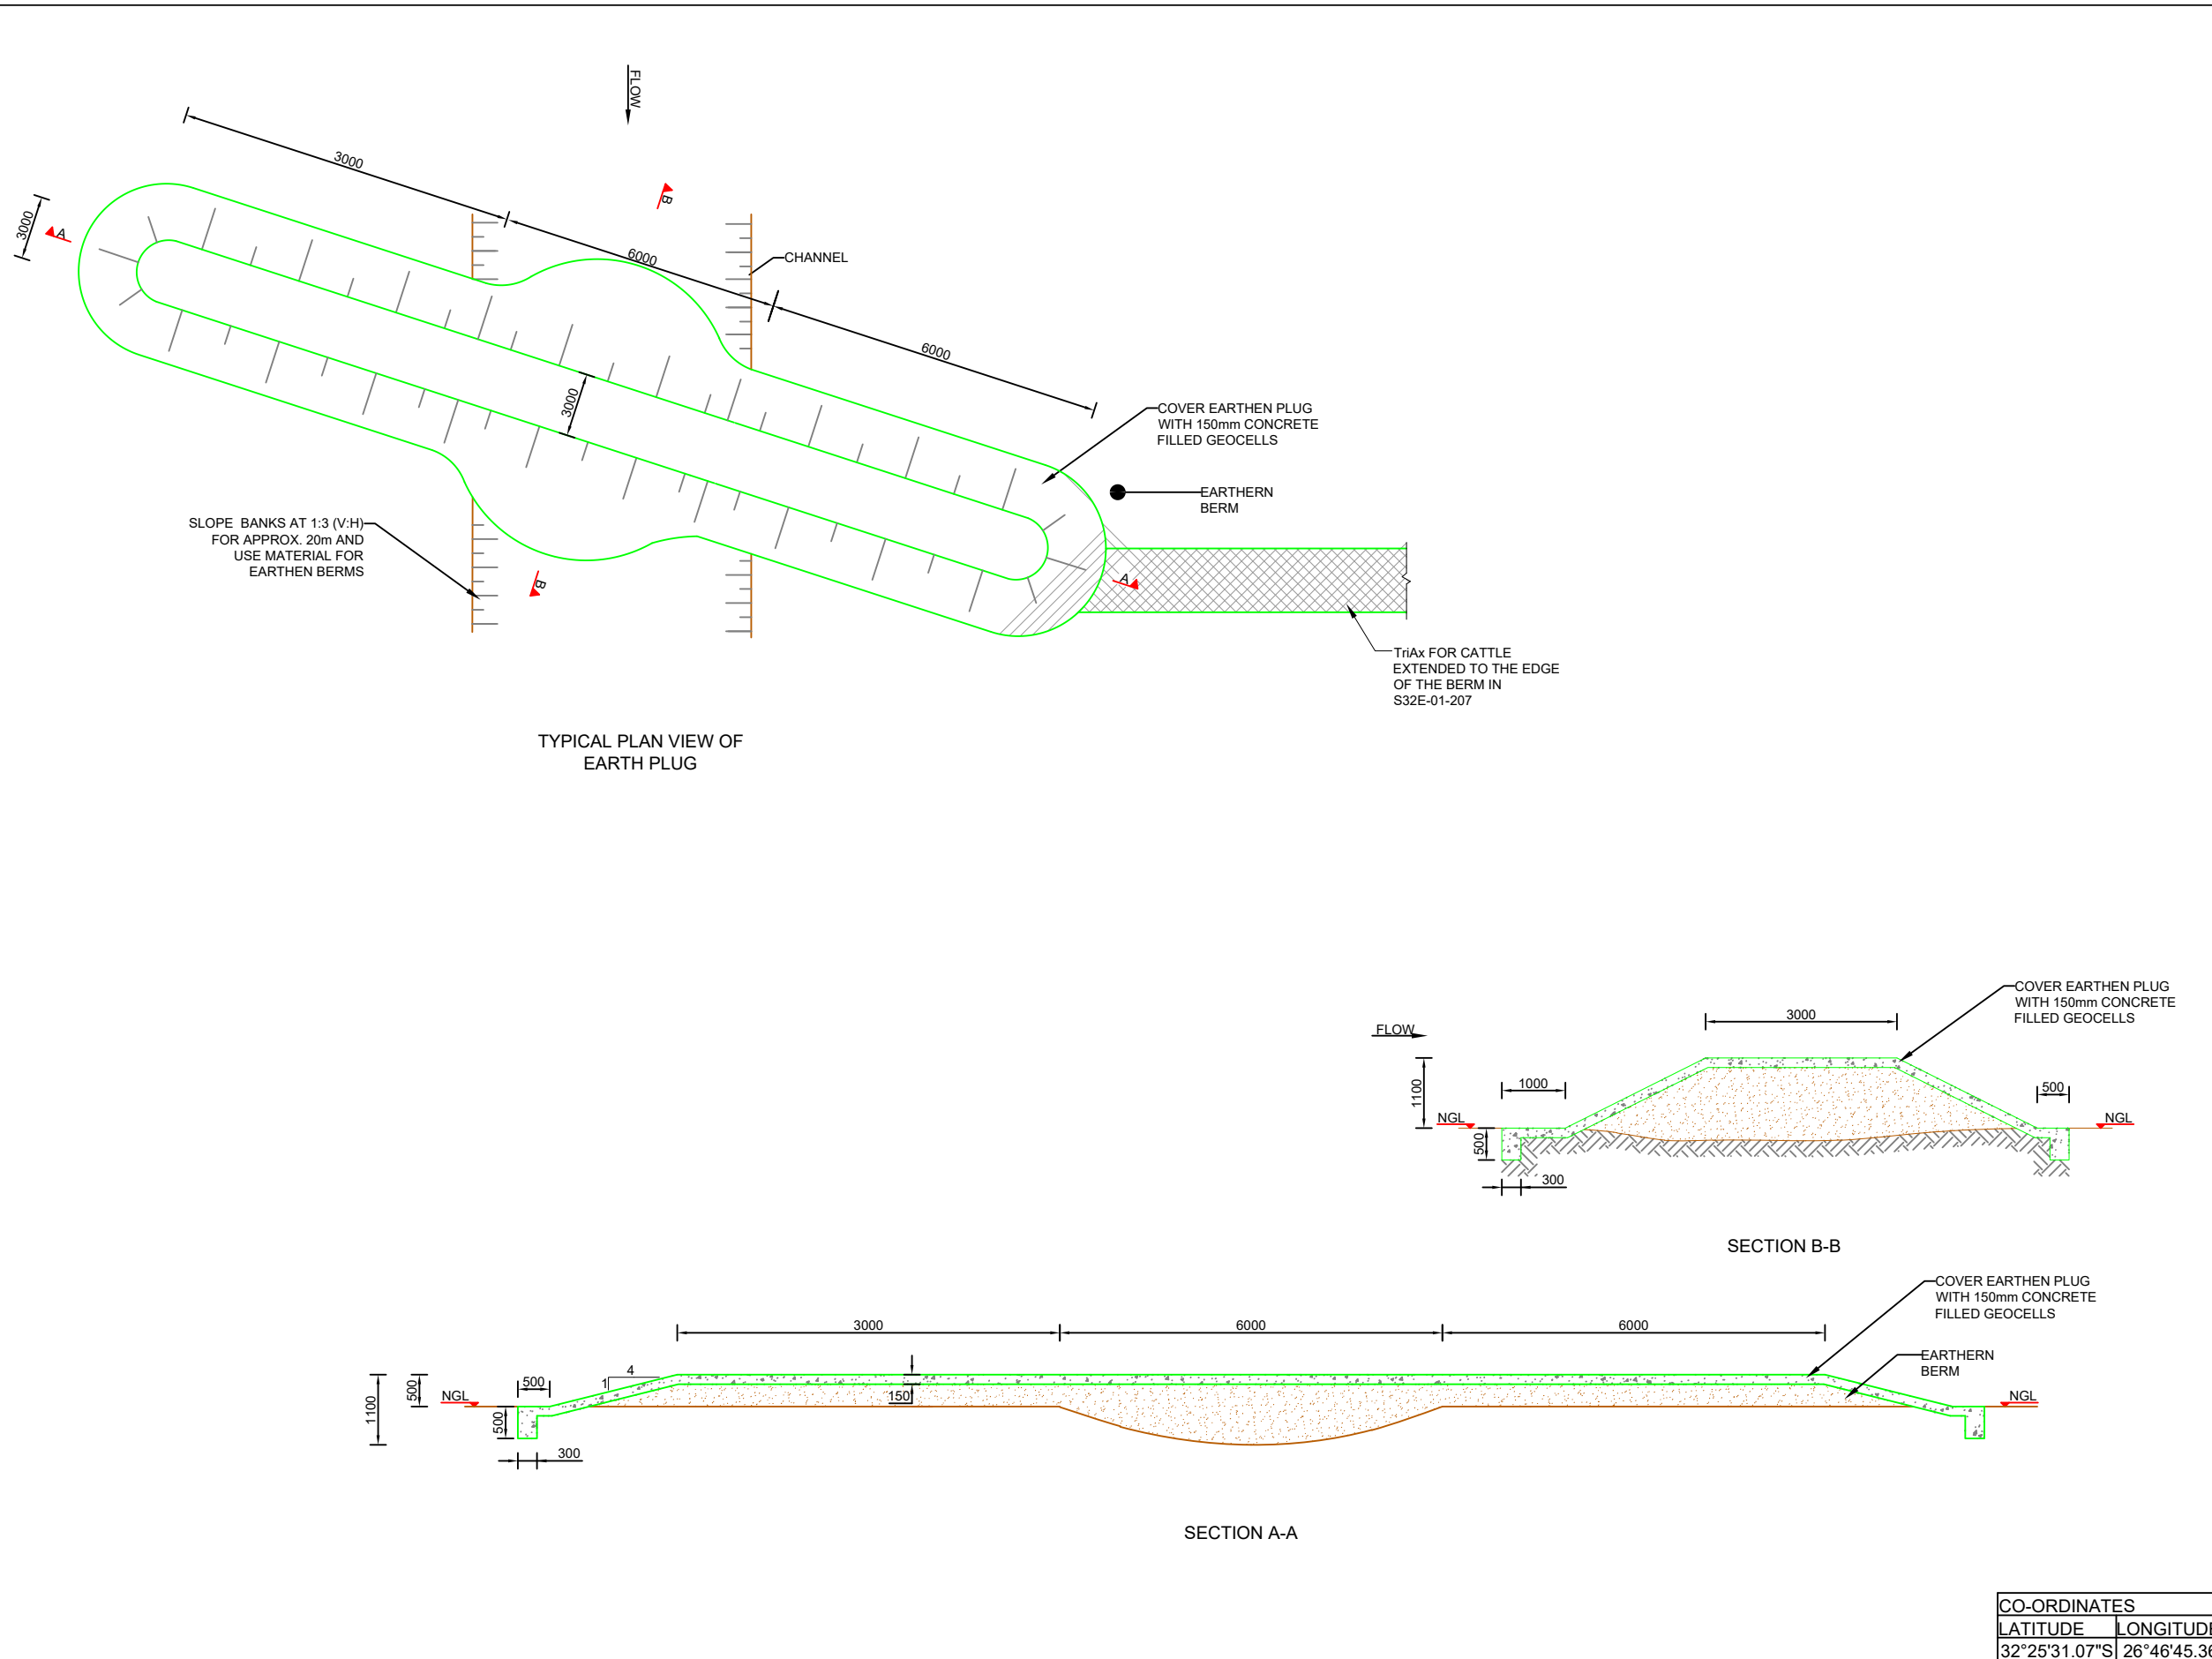 FLOW
3000
3000
A
B
6000
CHANNEL
6000
3000
COVER EARTHEN PLUG
WITH 150mm CONCRETE
FILLED GEOCELLS
EARTHERN
BERM
SLOPE BANKS AT 1:3 (V:H)
FOR APPROX. 20m AND
USE MATERIAL FOR
EARTHEN BERMS
B
A
TriAx FOR CATTLE
EXTENDED TO THE EDGE
OF THE BERM IN
S32E-01-207
TYPICAL PLAN VIEW OF
EARTH PLUG
COVER EARTHEN PLUG
WITH 150mm CONCRETE
FILLED GEOCELLS
FLOW
3000
1100
1000
500
NGL
NGL
500
300
SECTION B-B
COVER EARTHEN PLUG
WITH 150mm CONCRETE
FILLED GEOCELLS
3000
6000
6000
EARTHERN
BERM
4
1
500
500
1100
NGL
150
NGL
500
300
SECTION A-A
CO-ORDINATES
LATITUDE LONGITUDE
32°25'31.07"S 26°46'45.36